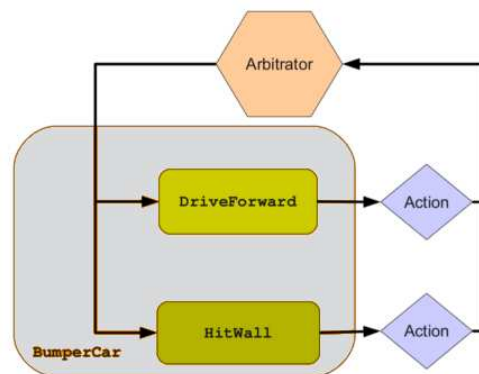 Arbitrator
DriveForward
Action
HitWall
Action
BumperCar